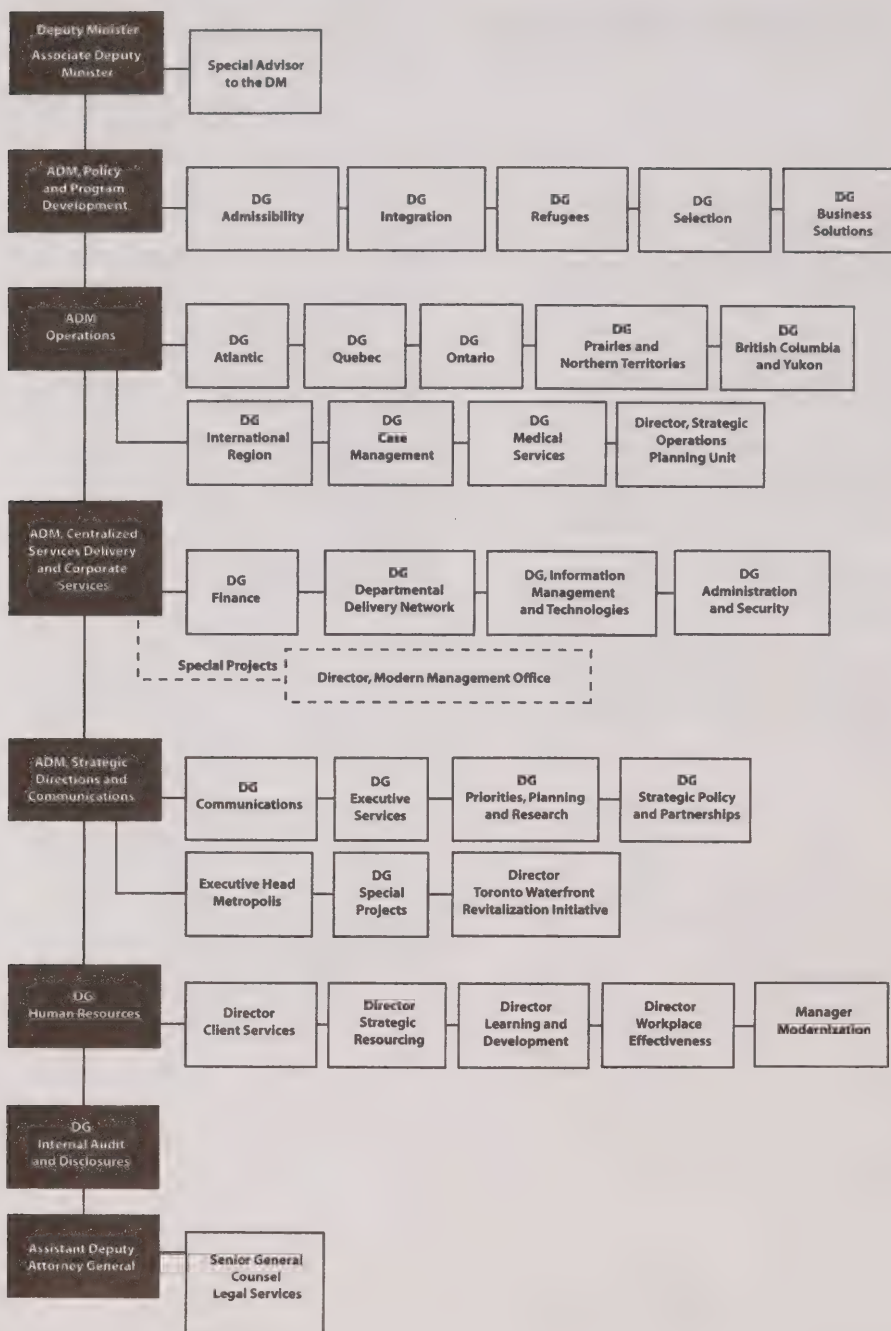 Deputy Minister
Associate Deputy
Minister
Special Advisor
to the DM
ADM, Policy
and Program
Development
DG
Admissibility
DG
Integration
DG
Refugees
DG
Selection
DG
Business
Solutions
ADM
Operations
DG
Atlantic
DG
Quebec
DG
Ontario
DG
Prairies and
Northern Territories
DG
British Columbia
and Yukon
DG
International
Region
DG
Case
Management
DG
Medical
Services
Director, Strategic
Operations
Planning Unit
ADM, Centralized
Services Delivery
and Corporate
Services
DG
Finance
DG
Departmental
Delivery Network
DG, Information
Management
and Technologies
DG
Administration
and Security
Special Projects
Director, Modern Management Office
ADM, Strategic
Directions and
Communications
DG
Communications
DG
Executive
Services
DG
Priorities, Planning
and Research
DG
Strategic Policy
and Partnerships
Executive Head
Metropolis
DG
Special
Projects
Director
Toronto Waterfront
Revitalization Initiative
DG
Human Resources
Director
Client Services
Director
Strategic
Resourcing
Director
Learning and
Development
Director
Workplace
Effectiveness
Manager
Modernization
DG
Internal Audit
and Disclosures
Assistant Deputy
Attorney General
Senior General
Counsel
Legal Services